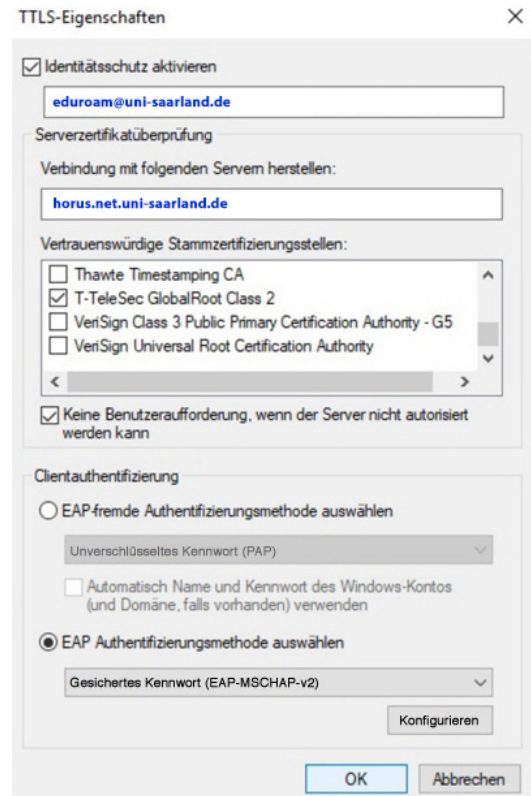 TTLS-Eigenschaften
Identitätsschutz aktivieren
eduroam@uni-saarland.de
Serverzertifikatüberprüfung
Verbindung mit folgenden Servern herstellen:
horus.net.uni-saarland.de
Vertrauenswürdige Stammzertifizierungsstellen:
Thawte Timestamping CA
T-TeleSec GlobalRoot Class 2
VeriSign Class 3 Public Primary Certification Authority - G5
VeriSign Universal Root Certification Authority
Keine Benutzeraufforderung, wenn der Server nicht autorisiert
werden kann
Clientauthentifizierung
EAP-fremde Authentifizierungsmethode auswählen
Unverschlüsseltes Kennwort (PAP)
Automatisch Name und Kennwort des Windows-Kontos
(und Domäne, falls vorhanden) verwenden
EAP Authentifizierungsmethode auswählen
Gesichertes Kennwort (EAP-MSCHAP-v2)
Konfigurieren
OK
Abbrechen